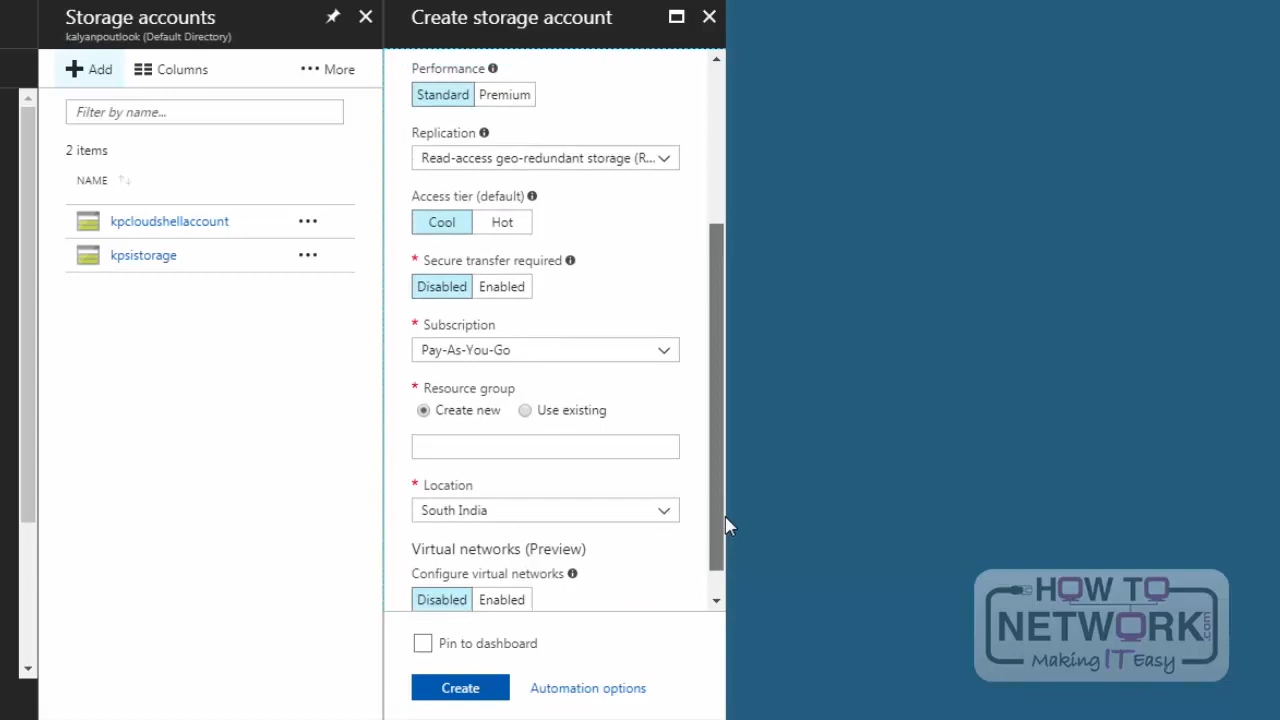 Storage accounts
kalyanpoutlook (Default Directory)
Add
Columns
More
Filter by name...
2 items
NAME
kpcloudshellaccount
kpsistorage
Create storage account
Performance
Standard Premium
Replication
Read-access geo-redundant storage (R...
Access tier (default)
Cool Hot
* Secure transfer required
Disabled Enabled
* Subscription
Pay-As-You-Go
* Resource group
Create new Use existing
* Location
South India
Virtual networks (Preview)
Configure virtual networks
Disabled Enabled
Pin to dashboard
Create Automation options
HOW TO
NETWORK.com
Making IT Easy